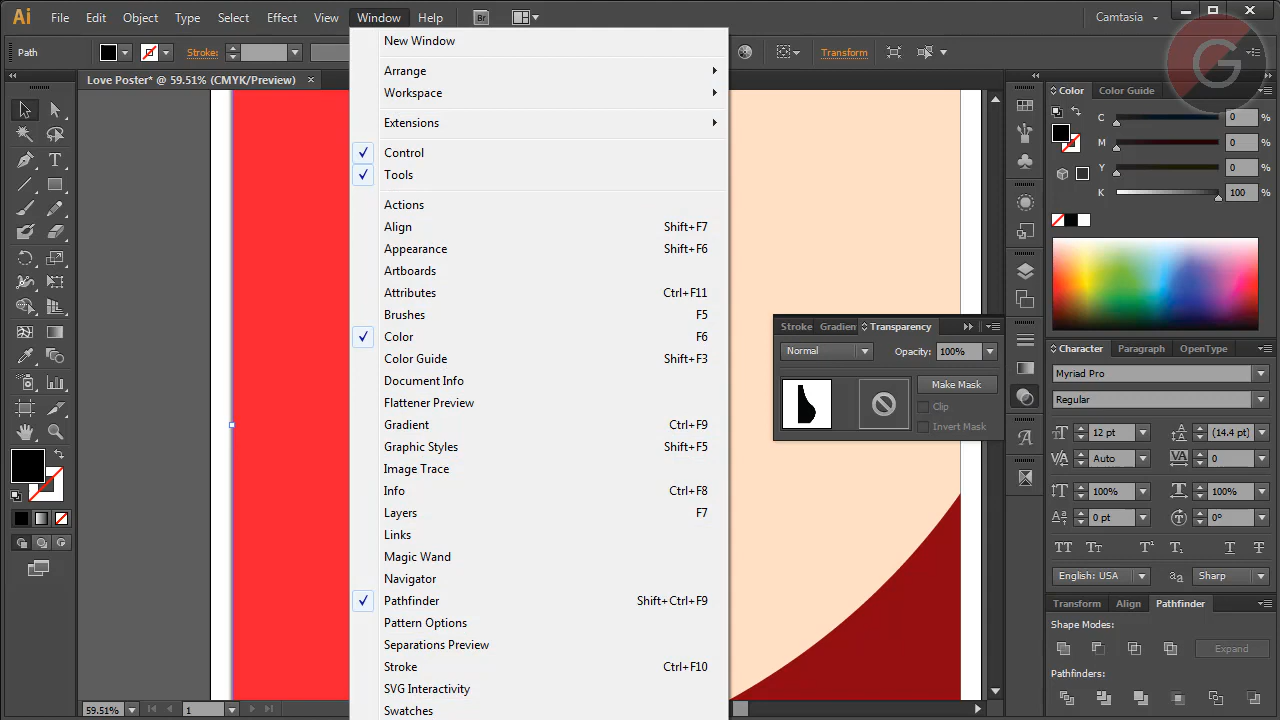 Ai File Edit Object Type Select Effect View Window Help Br Camtasia
Path Stroke: Transform
Love Poster* @ 59.51% (CMYK/Preview) ×
New Window
Arrange
Workspace
Extensions
Control
Tools
Actions
Align Shift+F7
Appearance Shift+F6
Artboards
Attributes Ctrl+F11
Brushes F5
Color F6
Color Guide Shift+F3
Document Info
Flattener Preview
Gradient Ctrl+F9
Graphic Styles Shift+F5
Image Trace
Info Ctrl+F8
Layers F7
Links
Magic Wand
Navigator
Pathfinder Shift+Ctrl+F9
Pattern Options
Separations Preview
Stroke Ctrl+F10
SVG Interactivity
Swatches
Stroke Gradien Transparency
Normal Opacity: 100%
Make Mask
Clip
Invert Mask
G
Color Color Guide
C 0 %
M 0 %
Y 0 %
K 100 %
Character Paragraph OpenType
Myriad Pro
Regular
12 pt (14.4 pt)
Auto 0
100% 100%
0 pt 0°
English: USA Sharp
Transform Align Pathfinder
Shape Modes:
Expand
Pathfinders:
59.51% 1